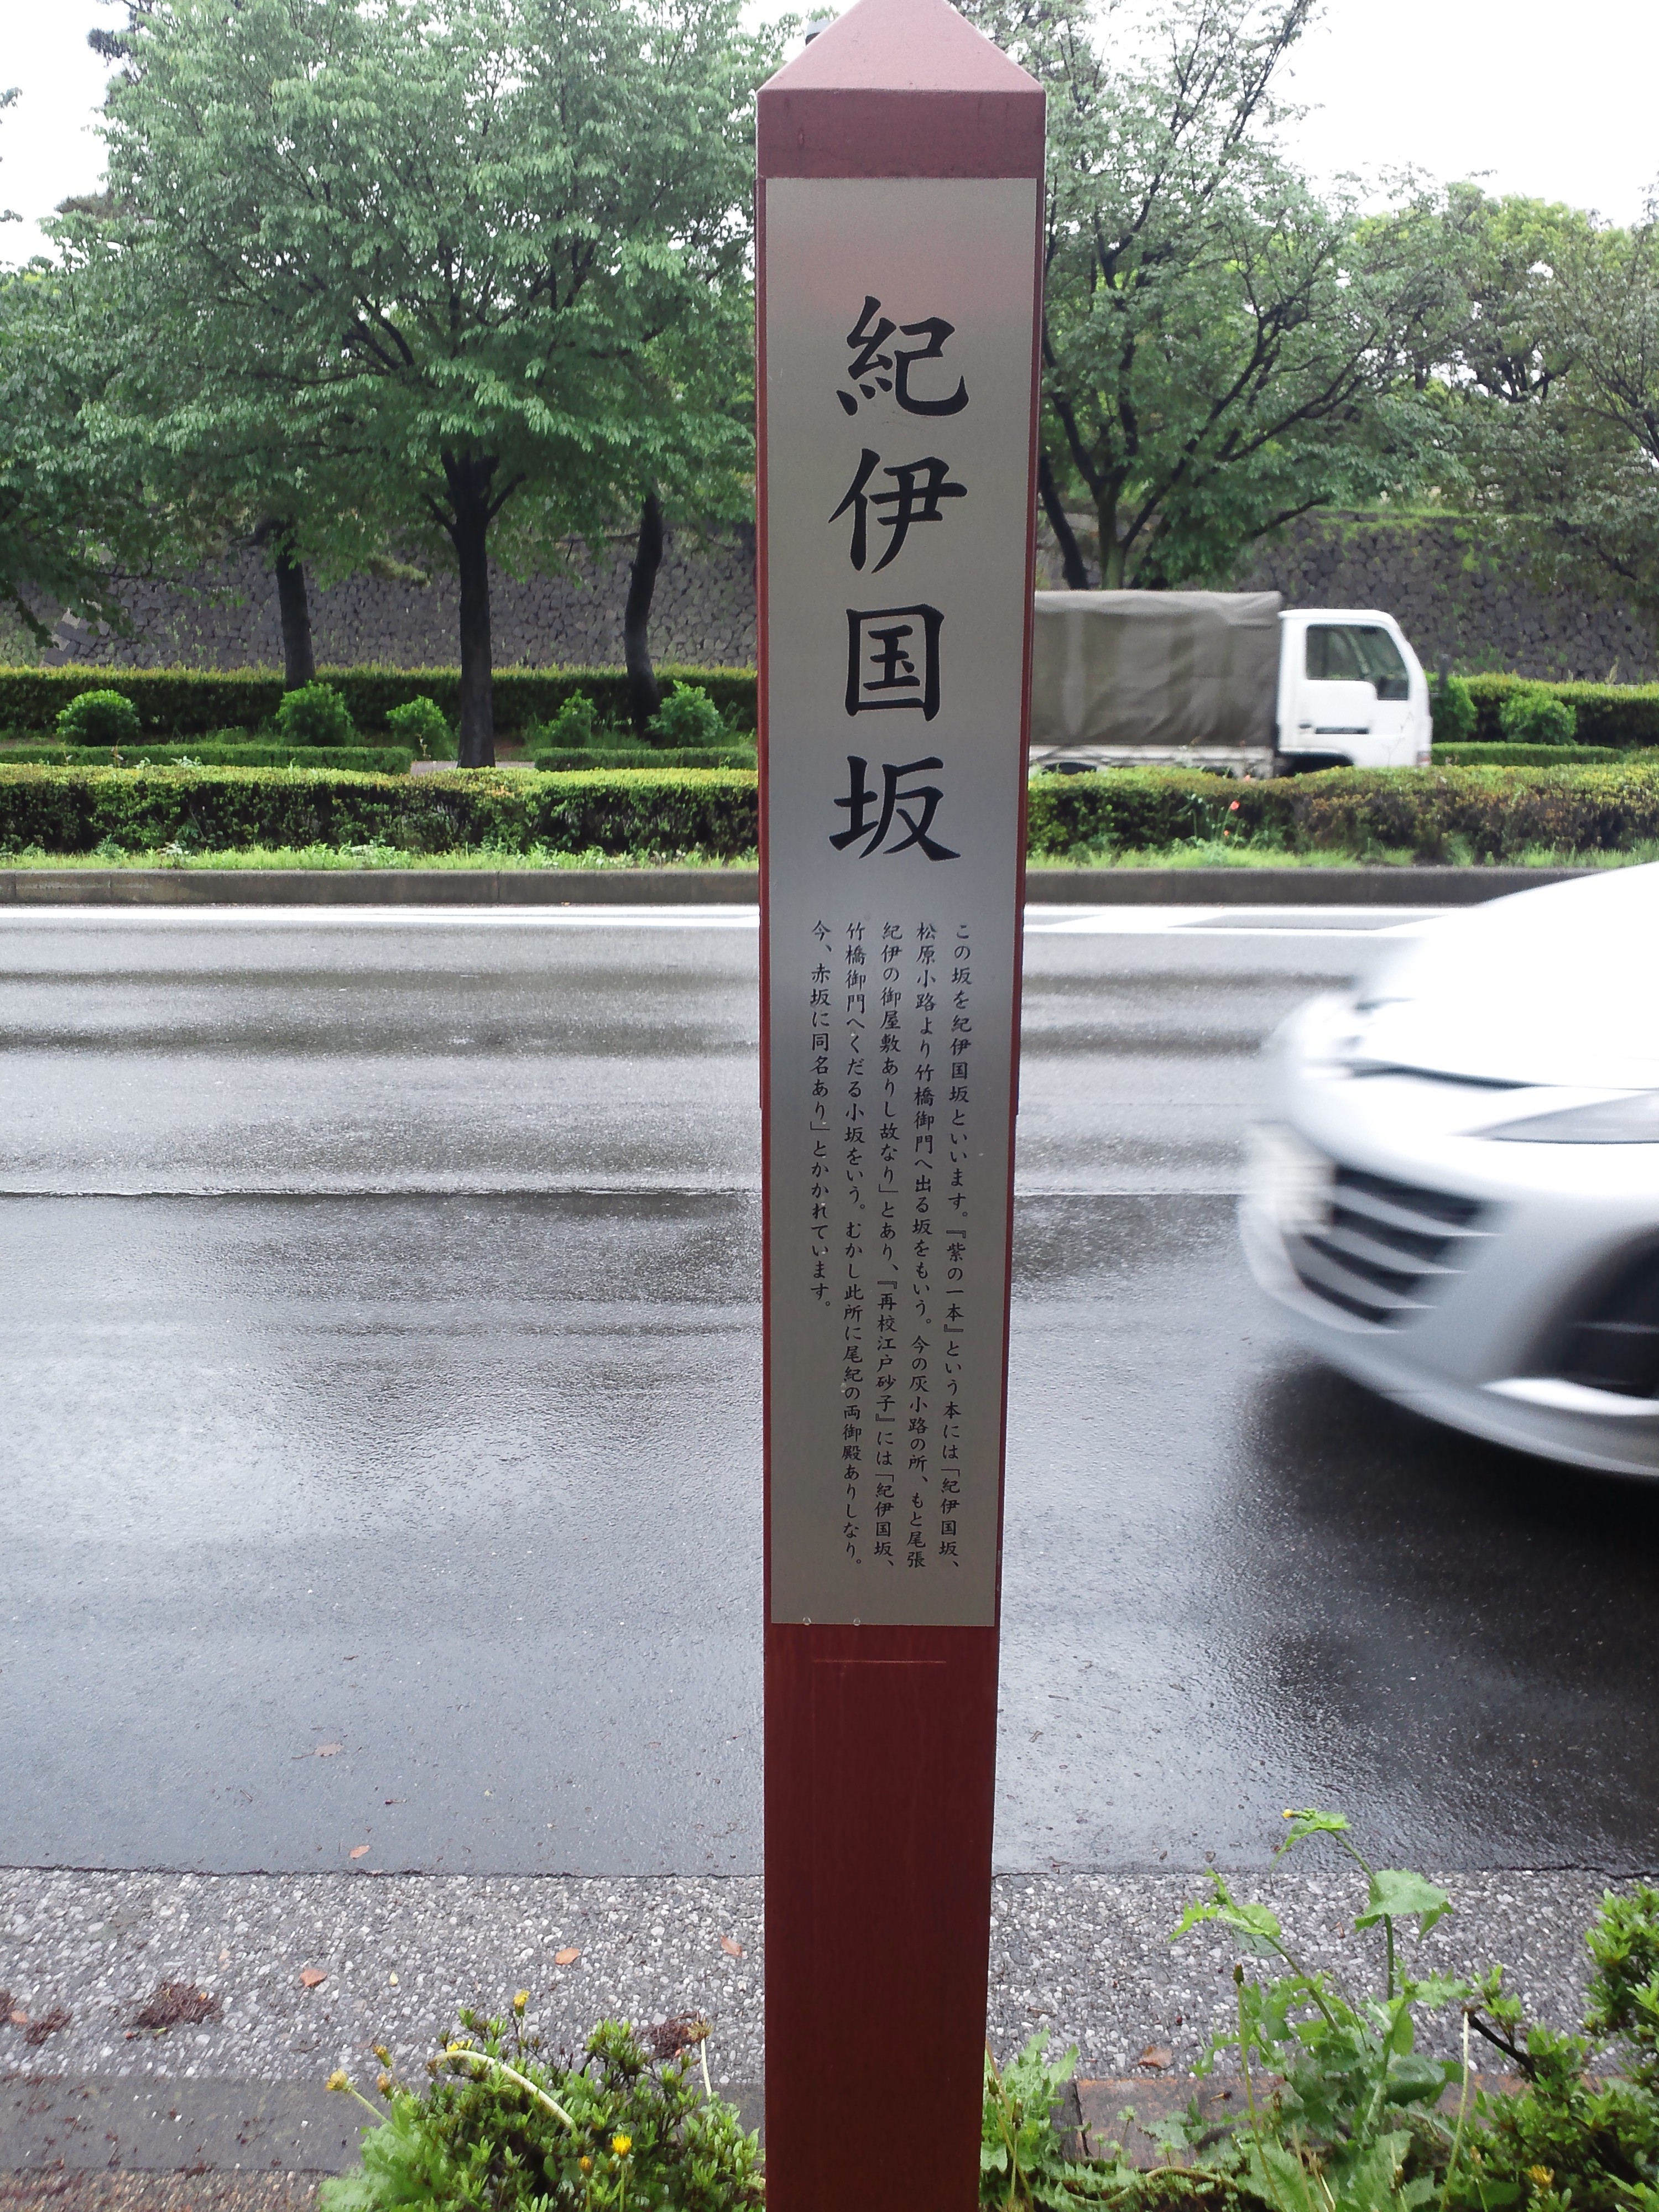 紀伊国坂
この坂を紀伊国坂といいます。『紫の一本』という本には「紀伊国坂、
松原小路より竹橋御門へ出る坂をもいう。今の灰小路の所、もと尾張
紀伊の御屋敷ありし故なり」とあり、『再校江戸砂子』には「紀伊国坂、
竹橋御門へくだる小坂をいう。むかし此所に尾紀の両御殿ありしなり。
今、赤坂に同名あり」とかかれています。